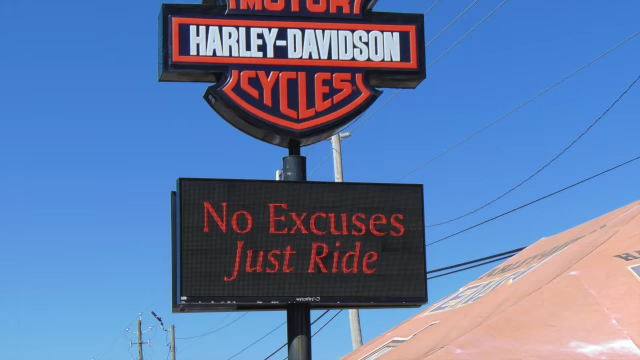 MOTOR
HARLEY-DAVIDSON
CYCLES
No Excuses
Just Ride